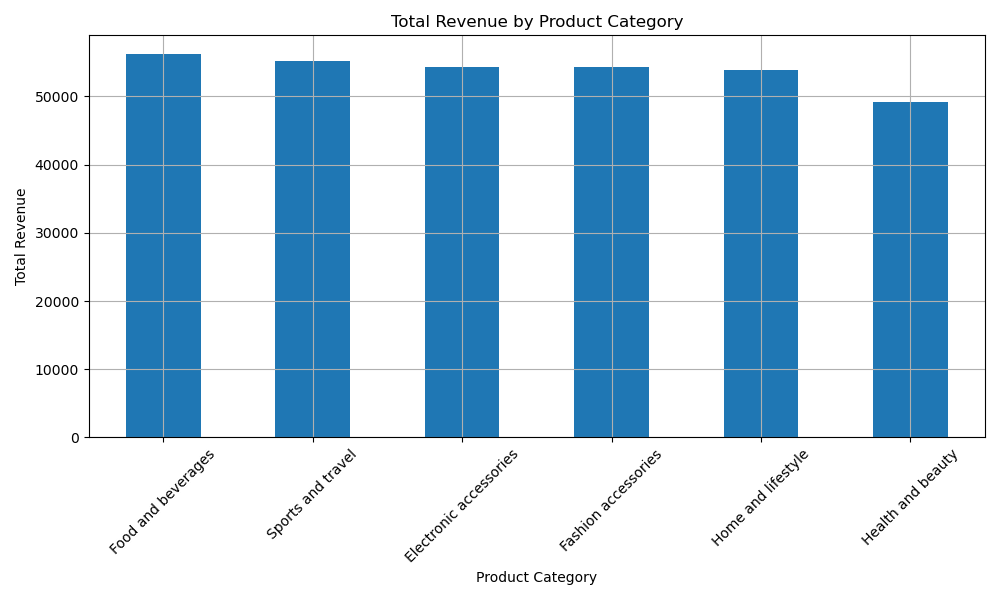 Total Revenue by Product Category
Total Revenue
50000
40000
30000
20000
10000
0
Food and beverages
Sports and travel
Electronic accessories
Fashion accessories
Home and lifestyle
Health and beauty
Product Category